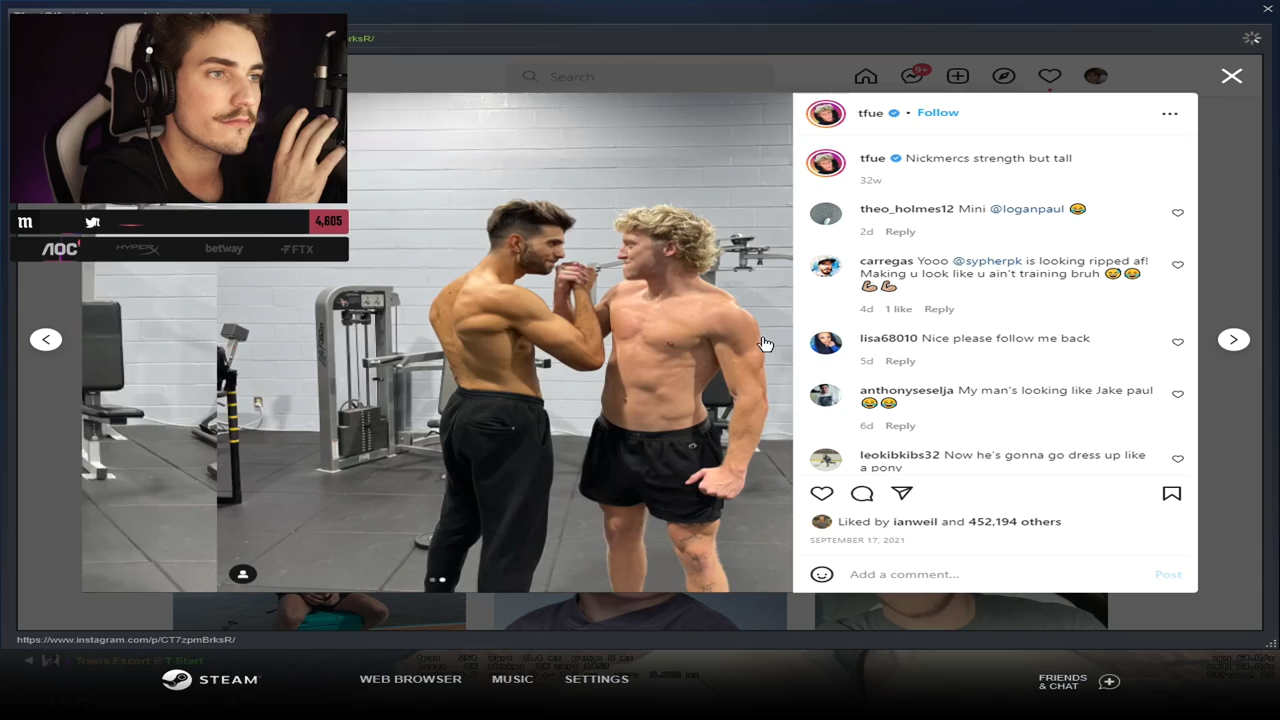 rksR/
Search
9+
tfue • Follow
tfue Nickmercs strength but tall
32w
theo_holmes12 Mini @loganpaul 😂
2d Reply
carregas Yooo @sypherpk is looking ripped af!
Making u look like u ain't training bruh 😅 😅
💪🏼 💪🏼
4d 1 like Reply
lisa68010 Nice please follow me back
5d Reply
anthonyseselja My man's looking like Jake paul
😂 😂
6d Reply
leokibkibs32 Now he's gonna go dress up like
a pony
Liked by ianweil and 452,194 others
SEPTEMBER 17, 2021
Add a comment... Post
m 4,605
AOC HYPERX betway FTX
https://www.instagram.com/p/CT7zpmBrksR/
STEAM WEB BROWSER MUSIC SETTINGS FRIENDS
& CHAT